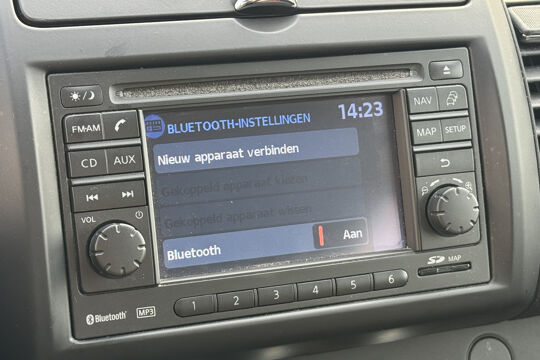 BLUETOOTH-INSTELLINGEN 14:23
Nieuw apparaat verbinden
Gekoppeld apparaat kiezen
Gekoppeld apparaat wissen
Bluetooth Aan
FM•AM
CD AUX
VOL
NAV
MAP SETUP
Bluetooth MP3
1 2 3 4 5 6
SD MAP